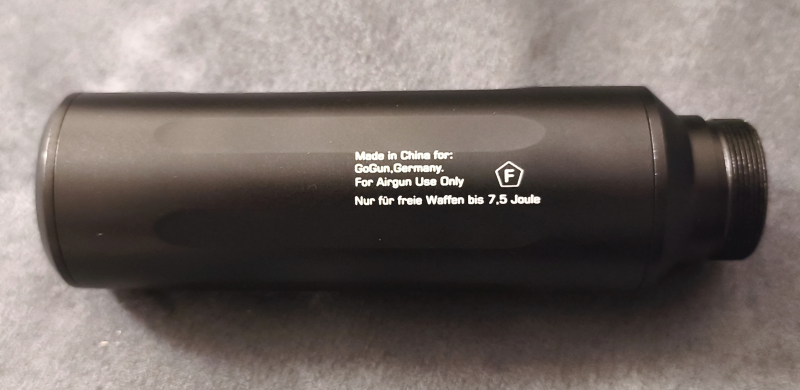 Made in China for:
GoGun,Germany.
For Airgun Use Only
F
Nur für freie Waffen bis 7,5 Joule